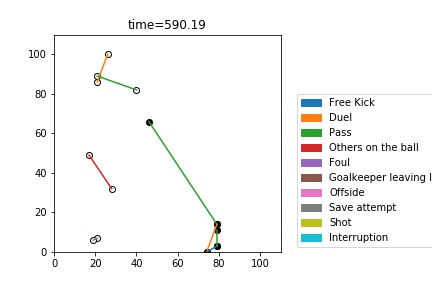 time=590.19
100
80
60
40
20
0
0 20 40 60 80 100
Free Kick
Duel
Pass
Others on the ball
Foul
Goalkeeper leaving l
Offside
Save attempt
Shot
Interruption